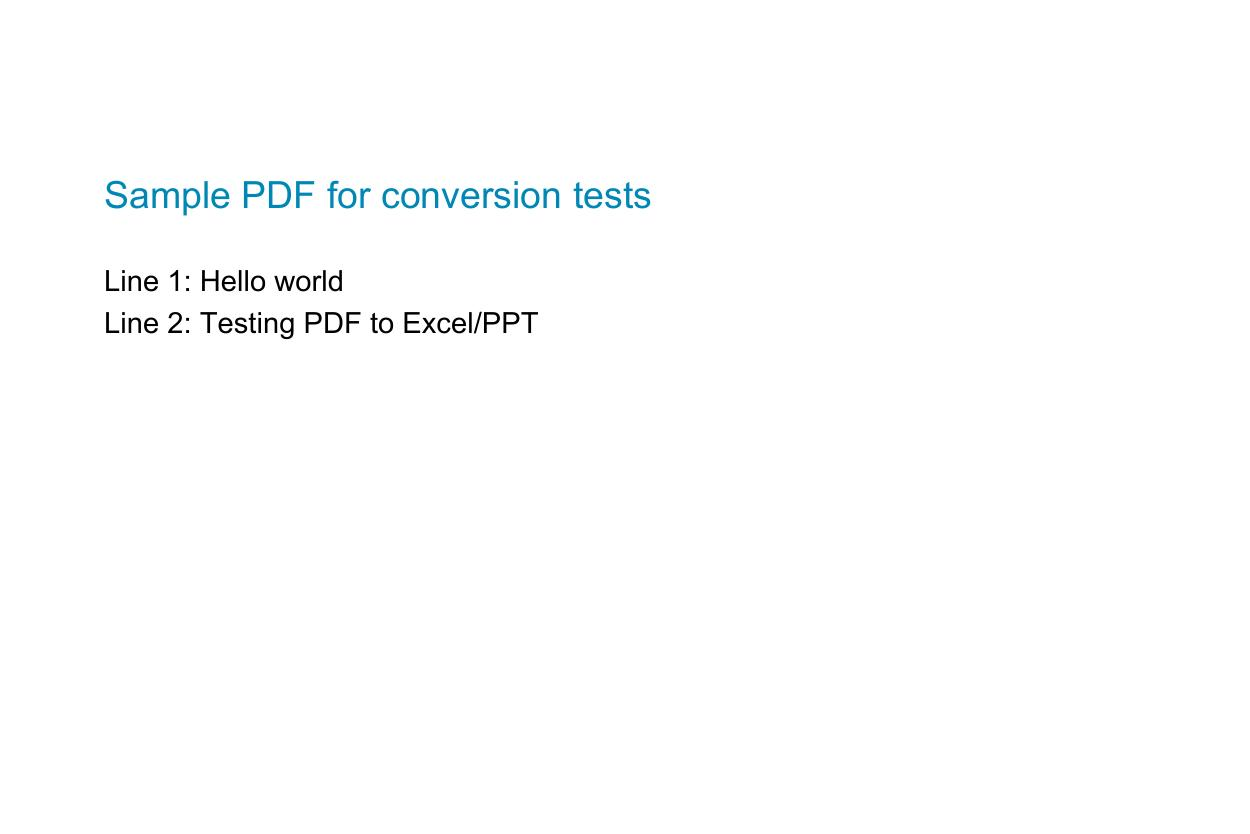 Sample PDF for conversion tests
Line 1: Hello world
Line 2: Testing PDF to Excel/PPT